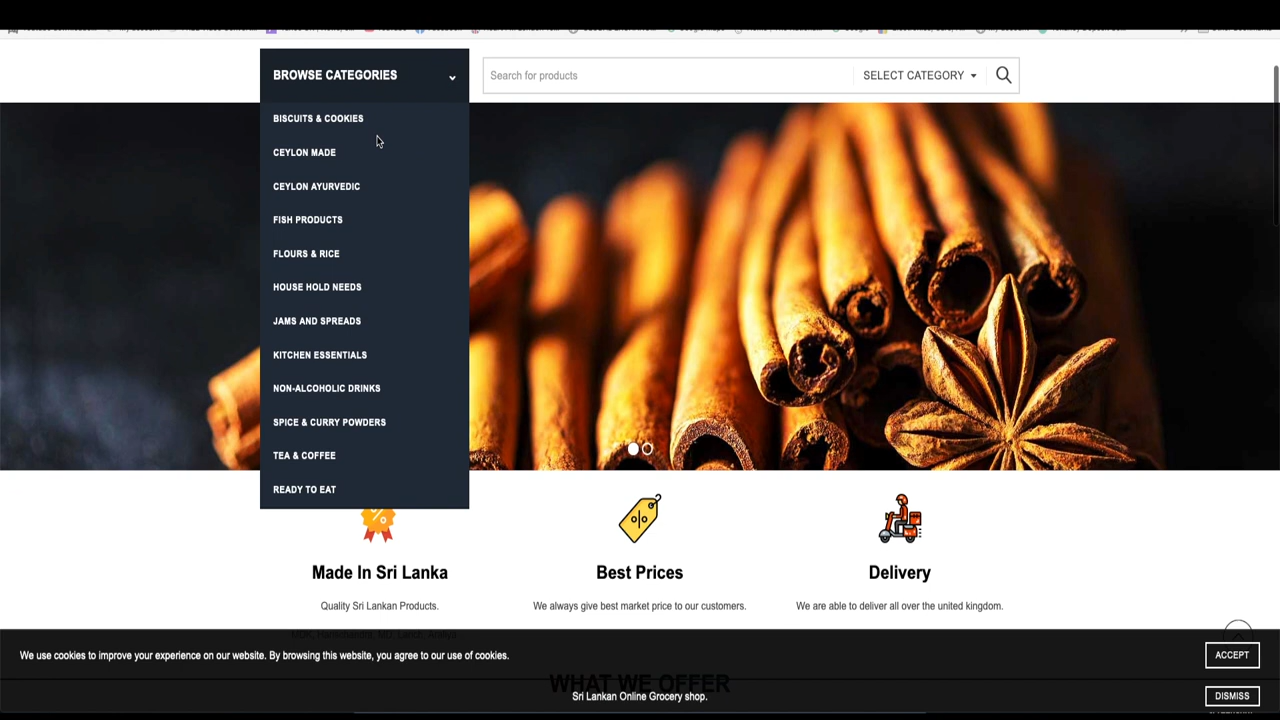 BROWSE CATEGORIES
Search for products
SELECT CATEGORY
BISCUITS & COOKIES
CEYLON MADE
CEYLON AYURVEDIC
FISH PRODUCTS
FLOURS & RICE
HOUSE HOLD NEEDS
JAMS AND SPREADS
KITCHEN ESSENTIALS
NON-ALCOHOLIC DRINKS
SPICE & CURRY POWDERS
TEA & COFFEE
READY TO EAT
Made In Sri Lanka
Best Prices
Delivery
Quality Sri Lankan Products.
We always give best market price to our customers.
We are able to deliver all over the united kingdom.
We use cookies to improve your experience on our website. By browsing this website, you agree to our use of cookies.
ACCEPT
WHAT WE OFFER
Sri Lankan Online Grocery shop.
DISMISS